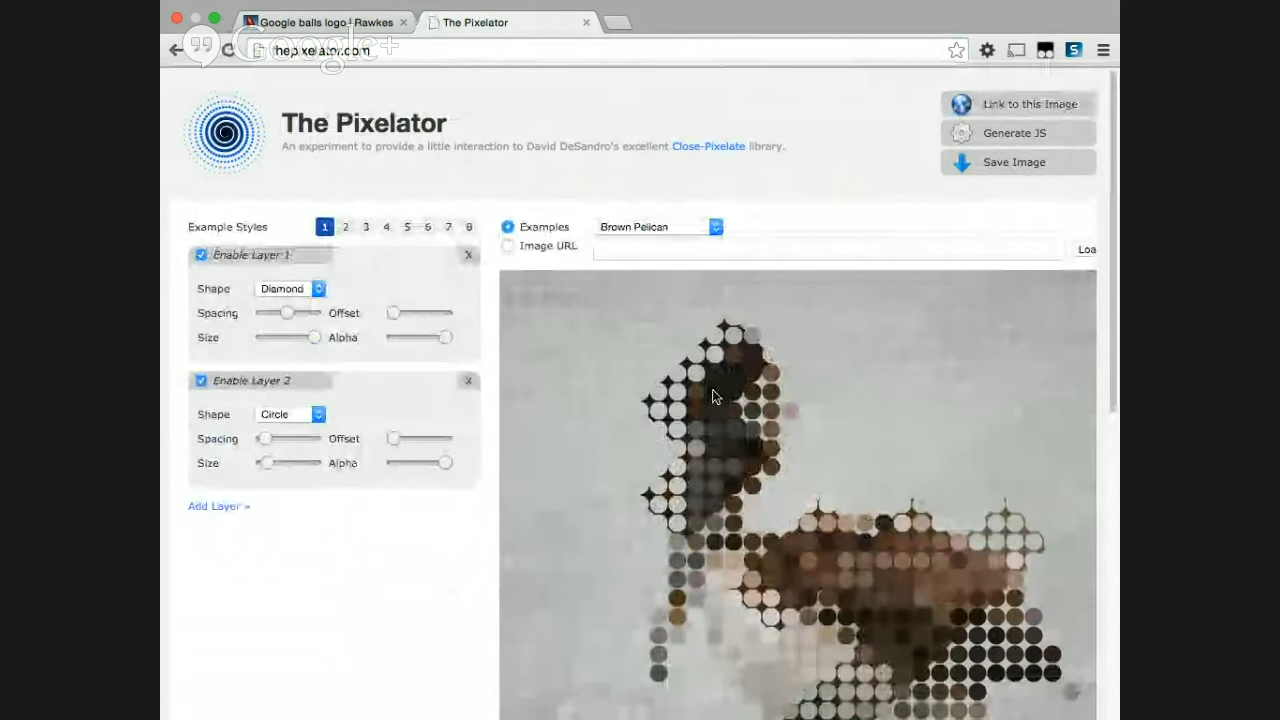 Google balls logo | Rawkes
The Pixelator
Google+
thepixelator.com
The Pixelator
An experiment to provide a little interaction to David DeSandro's excellent Close-Pixelate library.
Link to this Image
Generate JS
Save Image
Example Styles 1 2 3 4 5 6 7 8
Examples Brown Pelican
Image URL
Loa
Enable Layer 1 X
Shape Diamond
Spacing Offset
Size Alpha
Enable Layer 2 X
Shape Circle
Spacing Offset
Size Alpha
Add Layer »